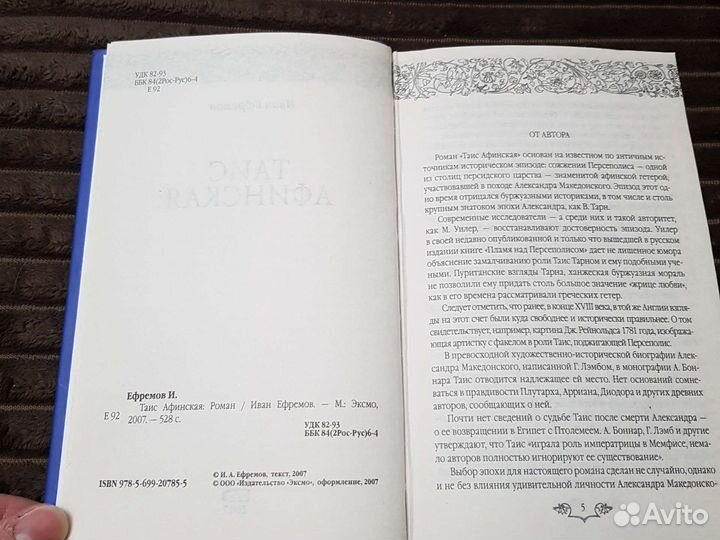 УДК 82-93
ББК 84(2Рос-Рус)6-4
Е 92
Ефремов И.
Е 92 Таис Афинская: Роман / Иван Ефремов. — М.: Эксмо,
2007. — 528 с.
УДК 82-93
ББК 84(2Рос-Рус)6-4
© И. А. Ефремов, текст, 2007
ISBN 978-5-699-20785-5 © ООО «Издательство «Эксмо», оформление, 2007
ОТ АВТОРА
Роман «Таис Афинская» основан на известном по античным ис-
точникам историческом эпизоде: сожжении Персеполиса — одной
из столиц персидского царства — знаменитой афинской гетерой,
участвовавшей в походе Александра Македонского. Эпизод этот од-
но время отрицался буржуазными историками, в том числе и столь
крупным знатоком эпохи Александра, как В. Тарн.
Современные исследователи — а среди них и такой авторитет,
как М. Уилер, — восстанавливают достоверность эпизода. Уилер
в своей недавно опубликованной и только что вышедшей в русском
издании книге «Пламя над Персеполисом» дает не лишенное юмора
объяснение замалчиванию роли Таис Тарном и ему подобными уче-
ными. Пуританские взгляды Тарна, ханжеская буржуазная мораль
не позволили ему придать столь большое значение «жрице любви»,
как в его времена рассматривали греческих гетер.
Следует отметить, что ранее, в конце XVIII века, в той же Англии взгля-
ды на этот счет были куда свободнее и исторически правильнее. О том
свидетельствует, например, картина Дж. Рейнольдса 1781 года, изображаю-
щая артистку с факелом в роли Таис, поджигающей Персеполис.
В превосходной художественно-исторической биографии Алек-
сандра Македонского, написанной Г. Лэмбом, в монографии А. Бон-
нара Таис отводится надлежащее ей место. Нет оснований сомневать-
ся в правдивости Плутарха, Арриана, Диодора и других древних
авторов, сообщающих о ней.
Почти нет сведений о судьбе Таис после смерти Александра —
о ее возвращении в Египет с Птолемеем. А. Боннар, Г. Лэмб и другие
утверждают, что Таис «играла роль императрицы в Мемфисе, немало
авторов полностью игнорируют ее существование».
Выбор эпохи для настоящего романа сделан не случайно, однако
и не без влияния удивительной личности Александра Македонско-
5
Avito